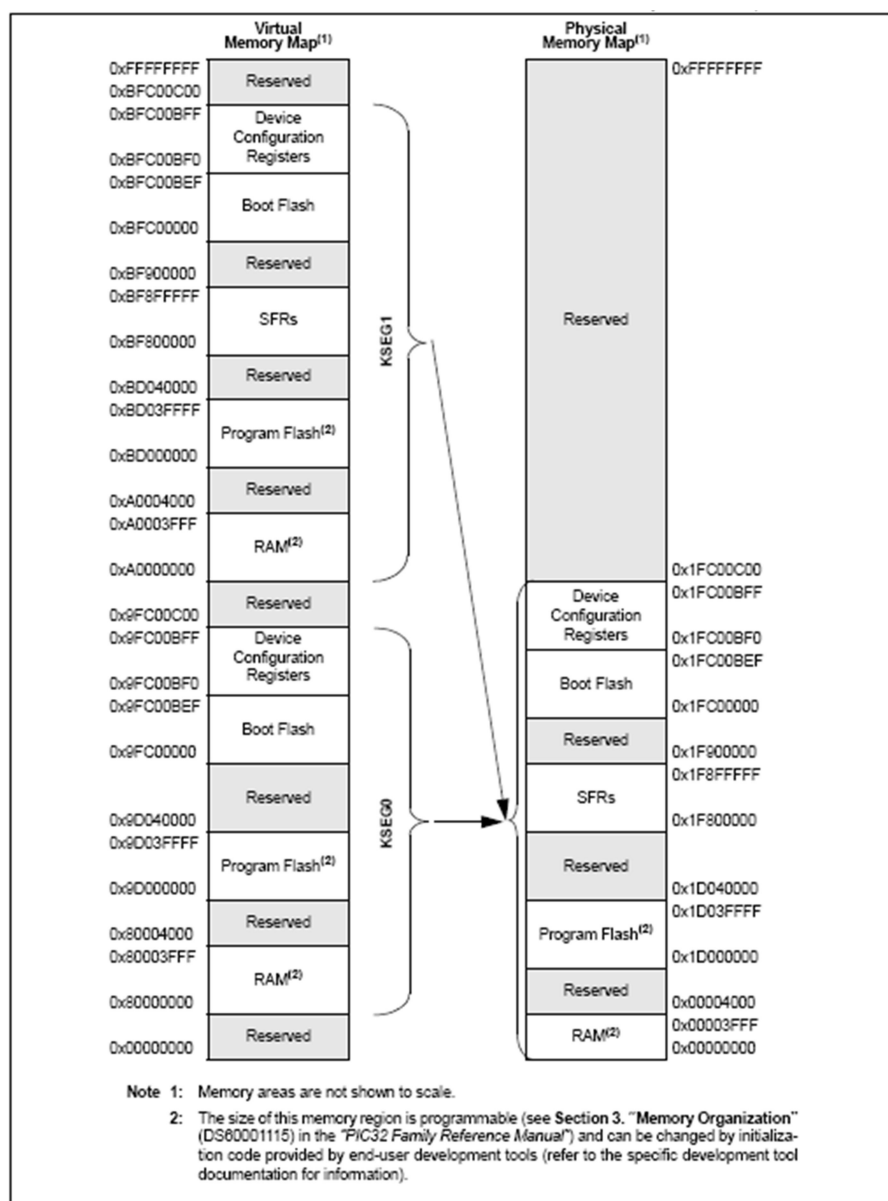 Virtual
Memory Map(1)
0xFFFFFFFF
Reserved
0xBFC00C00
0xBFC00BFF
Device
Configuration
Registers
0xBFC00BF0
0xBFC00BEF
Boot Flash
0xBFC00000
Reserved
0xBF900000
0xBF8FFFFF
SFRs
0xBF800000
Reserved
0xBD040000
0xBD03FFFF
Program Flash(2)
0xBD000000
Reserved
0xA0004000
0xA0003FFF
RAM(2)
0xA0000000
Reserved
0x9FC00C00
0x9FC00BFF
Device
Configuration
Registers
0x9FC00BF0
0x9FC00BEF
Boot Flash
0x9FC00000
Reserved
0x9D040000
0x9D03FFFF
Program Flash(2)
0x9D000000
Reserved
0x80004000
0x80003FFF
RAM(2)
0x80000000
Reserved
0x00000000
KSEG1
KSEG0
Physical
Memory Map(1)
0xFFFFFFFF
Reserved
0x1FC00C00
0x1FC00BFF
Device
Configuration
Registers
0x1FC00BF0
0x1FC00BEF
Boot Flash
0x1FC00000
Reserved
0x1F900000
0x1F8FFFFF
SFRs
0x1F800000
Reserved
0x1D040000
0x1D03FFFF
Program Flash(2)
0x1D000000
Reserved
0x00004000
0x00003FFF
RAM(2)
0x00000000
Note 1: Memory areas are not shown to scale.
2: The size of this memory region is programmable (see Section 3. "Memory Organization"
(DS60001115) in the "PIC32 Family Reference Manual") and can be changed by initializa-
tion code provided by end-user development tools (refer to the specific development tool
documentation for information).